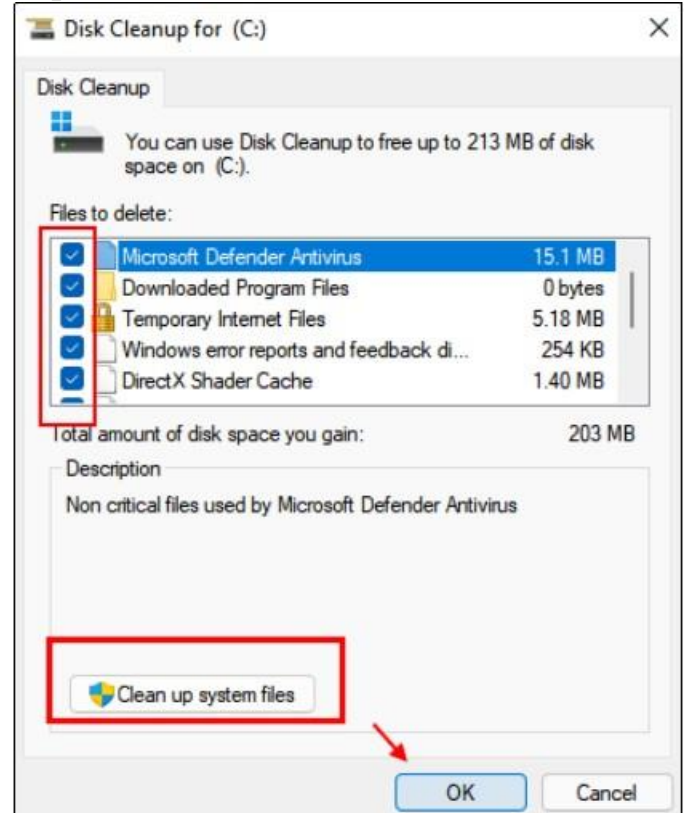 Disk Cleanup for (C:)
Disk Cleanup
You can use Disk Cleanup to free up to 213 MB of disk
space on (C:).
Files to delete:
Microsoft Defender Antivirus 15.1 MB
Downloaded Program Files 0 bytes
Temporary Internet Files 5.18 MB
Windows error reports and feedback di... 254 KB
DirectX Shader Cache 1.40 MB
Total amount of disk space you gain: 203 MB
Description
Non critical files used by Microsoft Defender Antivirus
Clean up system files
OK Cancel